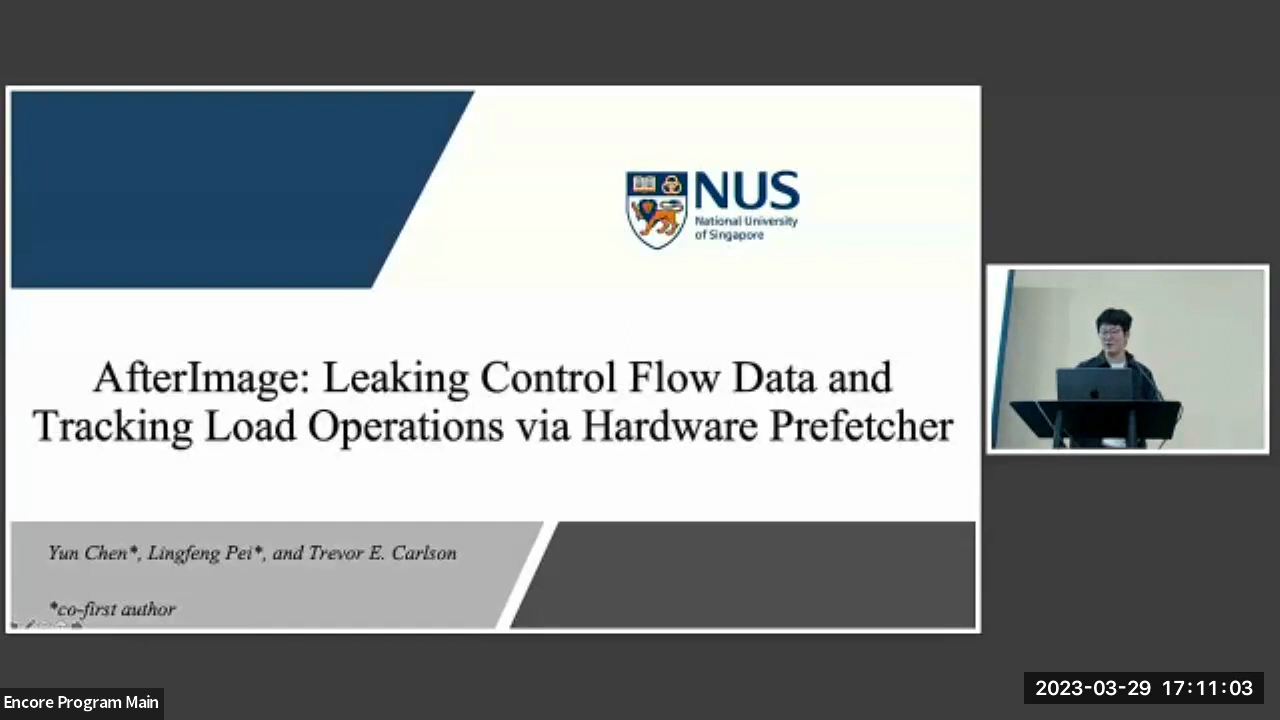 NUS
National University
of Singapore
AfterImage: Leaking Control Flow Data and
Tracking Load Operations via Hardware Prefetcher
Yun Chen*, Lingfeng Pei*, and Trevor E. Carlson
*co-first author
Encore Program Main
2023-03-29 17:11:03